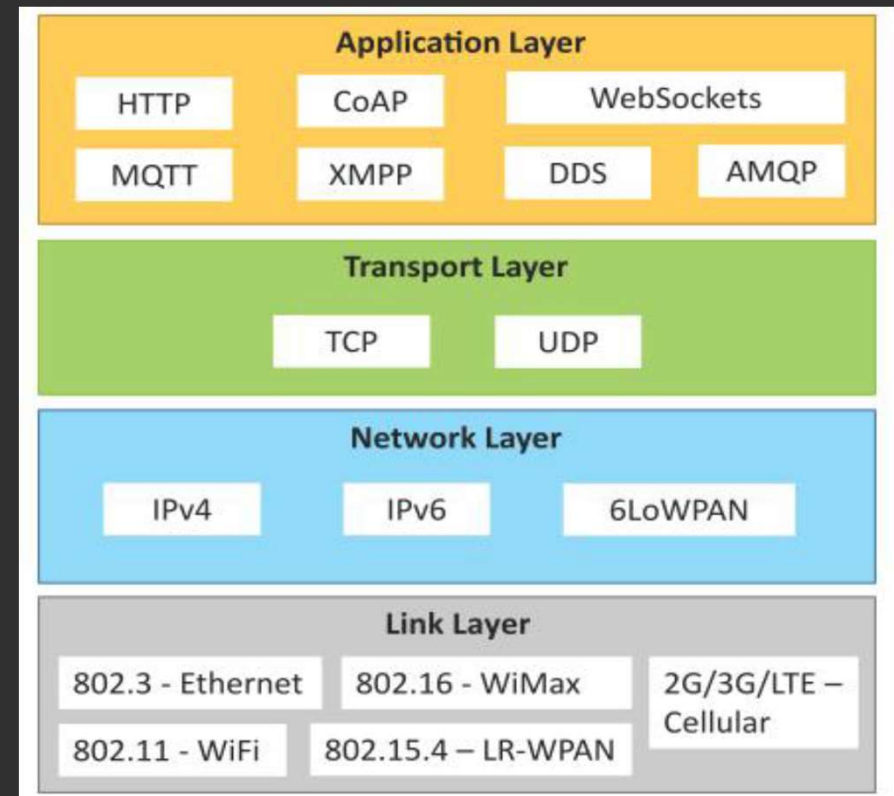 Application Layer
HTTP
CoAP
WebSockets
MQTT
XMPP
DDS
AMQP
Transport Layer
TCP
UDP
Network Layer
IPv4
IPv6
6LoWPAN
Link Layer
802.3 - Ethernet
802.16 - WiMax
2G/3G/LTE –
Cellular
802.11 - WiFi
802.15.4 – LR-WPAN